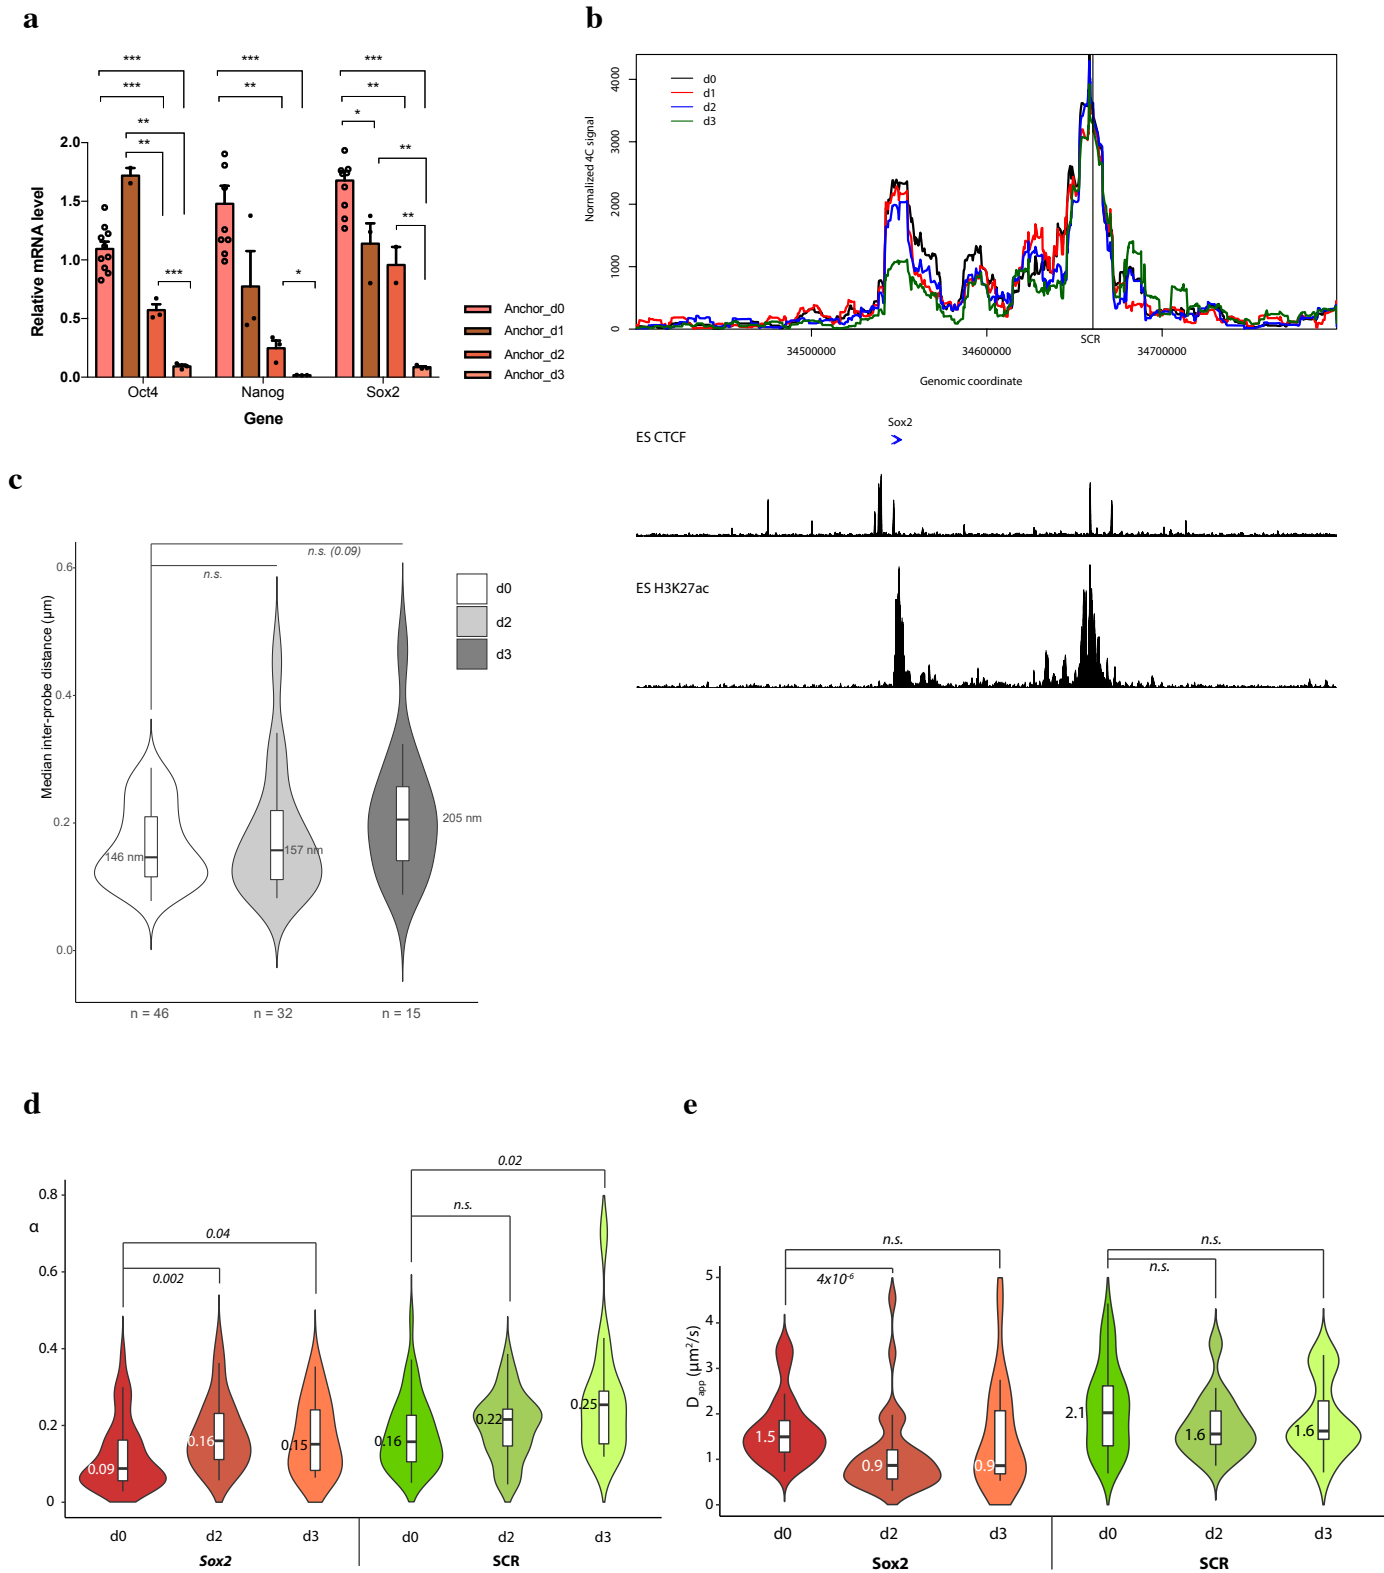 a
***
***
***
***
**
***
***
**
**
*
**
**
**
***
*
2.0
1.5
1.0
0.5
0.0
Relative mRNA level
Oct4
Nanog
Sox2
Gene
Anchor_d0
Anchor_d1
Anchor_d2
Anchor_d3
b
d0
d1
d2
d3
4000
3000
2000
1000
0
Normalized 4C signal
34500000
34600000
34700000
SCR
Genomic coordinate
Sox2
ES CTCF
ES H3K27ac
c
n.s. (0.09)
n.s.
0.6
0.4
0.2
0.0
Median inter-probe distance (µm)
d0
d2
d3
146 nm
157 nm
205 nm
n = 46
n = 32
n = 15
d
0.02
n.s.
0.04
0.002
α
0.8
0.6
0.4
0.2
0
0.09
0.16
0.15
0.16
0.22
0.25
d0
d2
d3
d0
d2
d3
Sox2
SCR
e
n.s.
4x10-6
n.s.
n.s.
Dapp (µm2/s)
5
4
3
2
1
0
1.5
0.9
0.9
2.1
1.6
1.6
d0
d2
d3
d0
d2
d3
Sox2
SCR